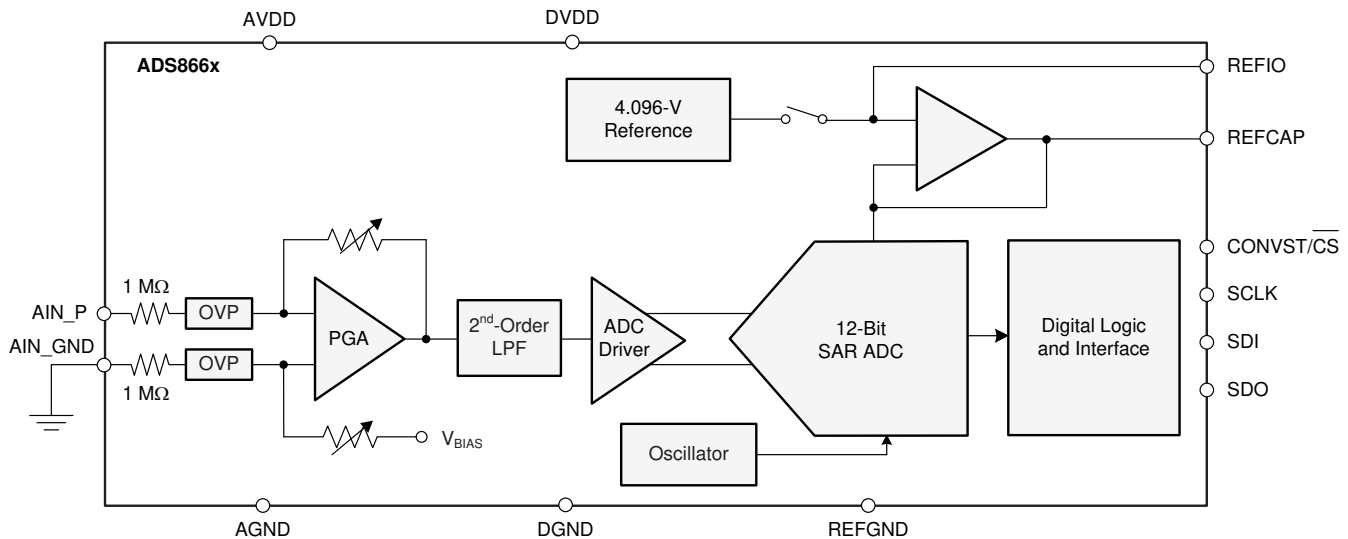 AVDD
DVDD
ADS866x
REFIO
4.096-V
Reference
REFCAP
CONVST/C̅S̅
1 MΩ
OVP
AIN_P
SCLK
2nd-Order
LPF
ADC
Driver
12-Bit
SAR ADC
Digital Logic
and Interface
PGA
AIN_GND
OVP
SDI
1 MΩ
SDO
VBIAS
Oscillator
AGND
DGND
REFGND